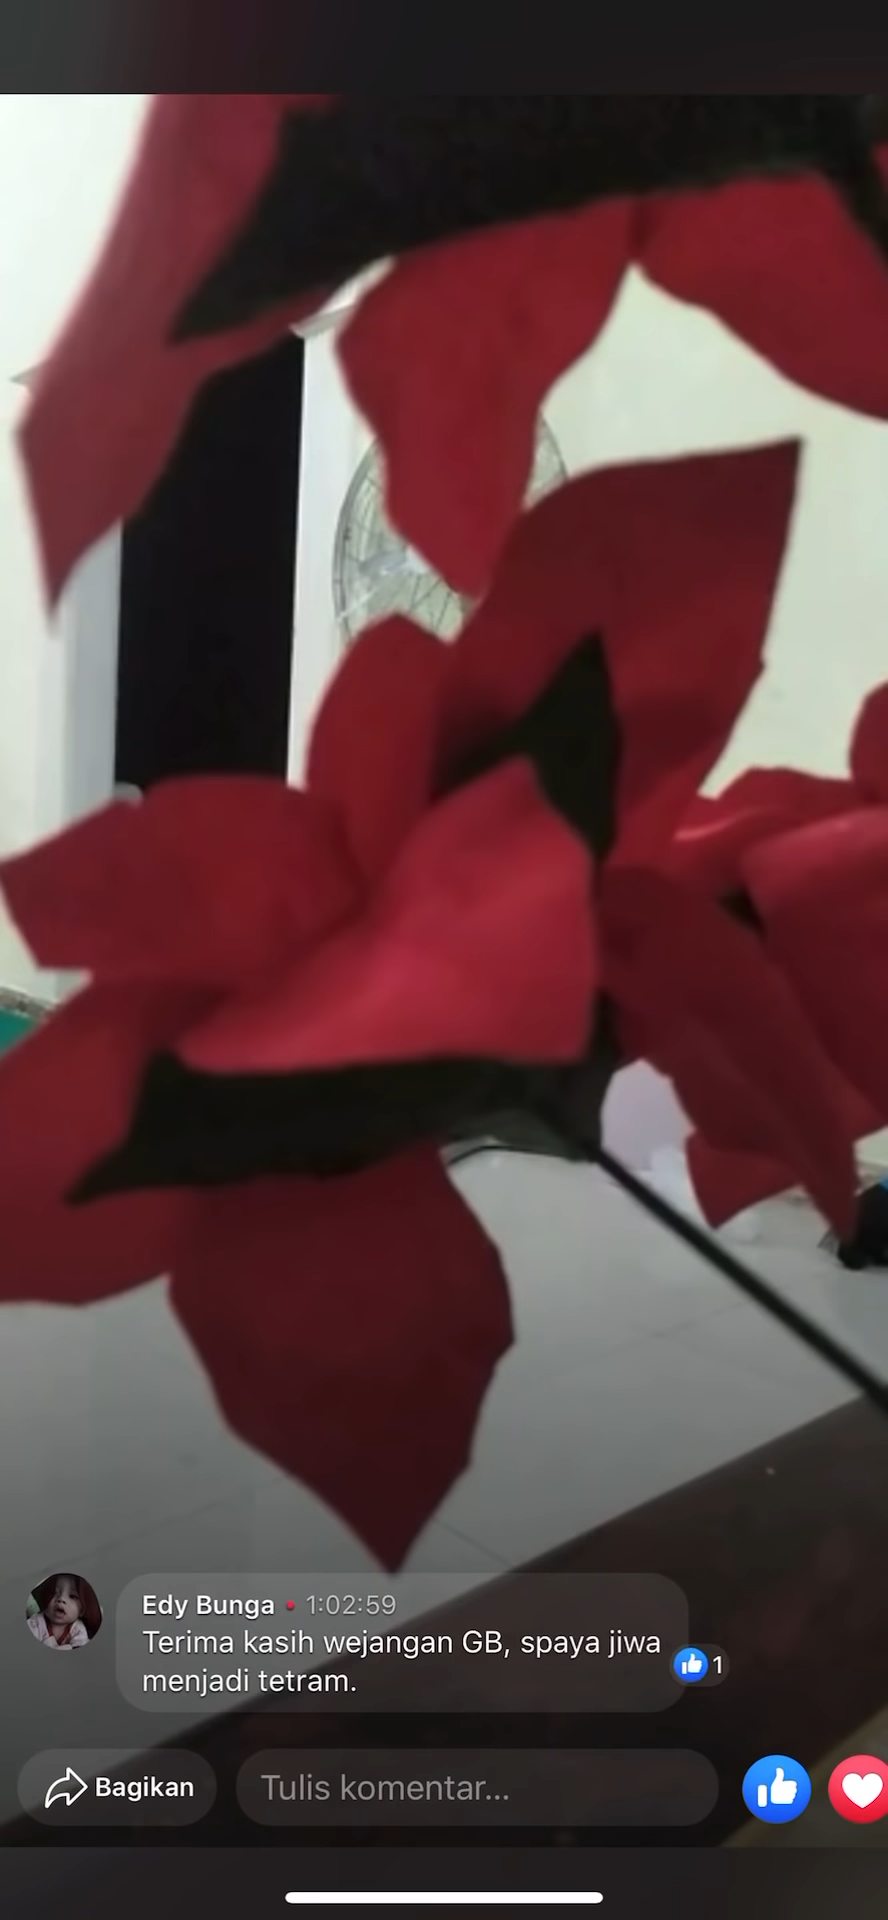 Edy Bunga • 1:02:59
Terima kasih wejangan GB, spaya jiwa
menjadi tetram.
1
Bagikan
Tulis komentar...